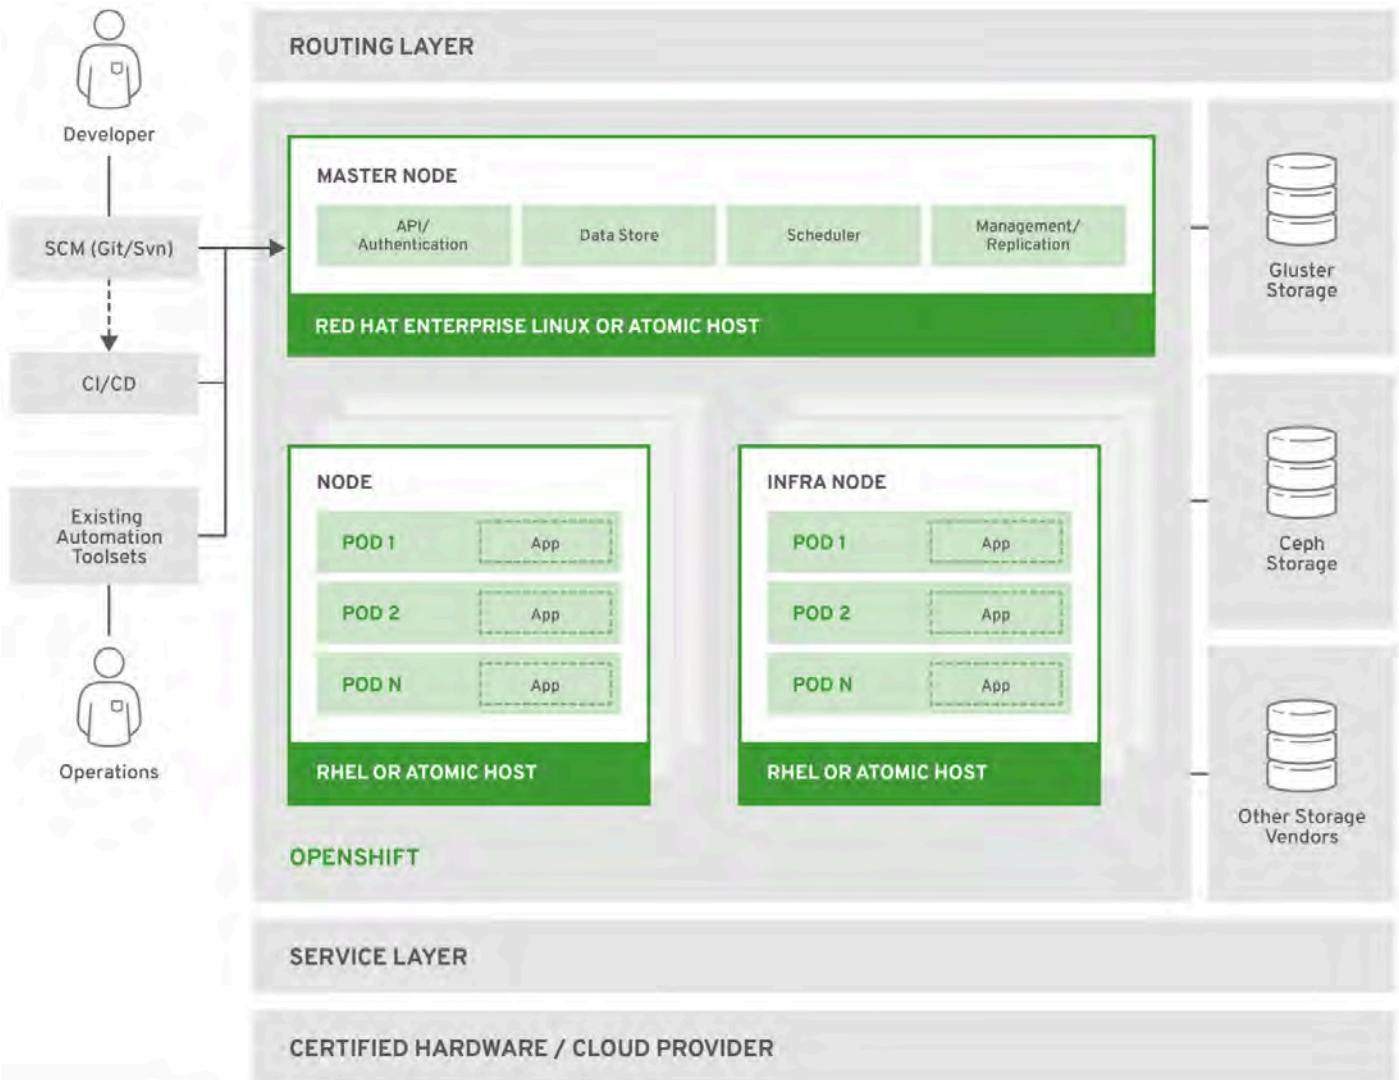 ROUTING LAYER
Developer
SCM (Git/Svn)
CI/CD
Existing
Automation
Toolsets
Operations
MASTER NODE
API/
Authentication
Data Store
Scheduler
Management/
Replication
RED HAT ENTERPRISE LINUX OR ATOMIC HOST
NODE
POD 1
App
POD 2
App
POD N
App
RHEL OR ATOMIC HOST
INFRA NODE
POD 1
App
POD 2
App
POD N
App
RHEL OR ATOMIC HOST
OPENSHIFT
Gluster
Storage
Ceph
Storage
Other Storage
Vendors
SERVICE LAYER
CERTIFIED HARDWARE / CLOUD PROVIDER